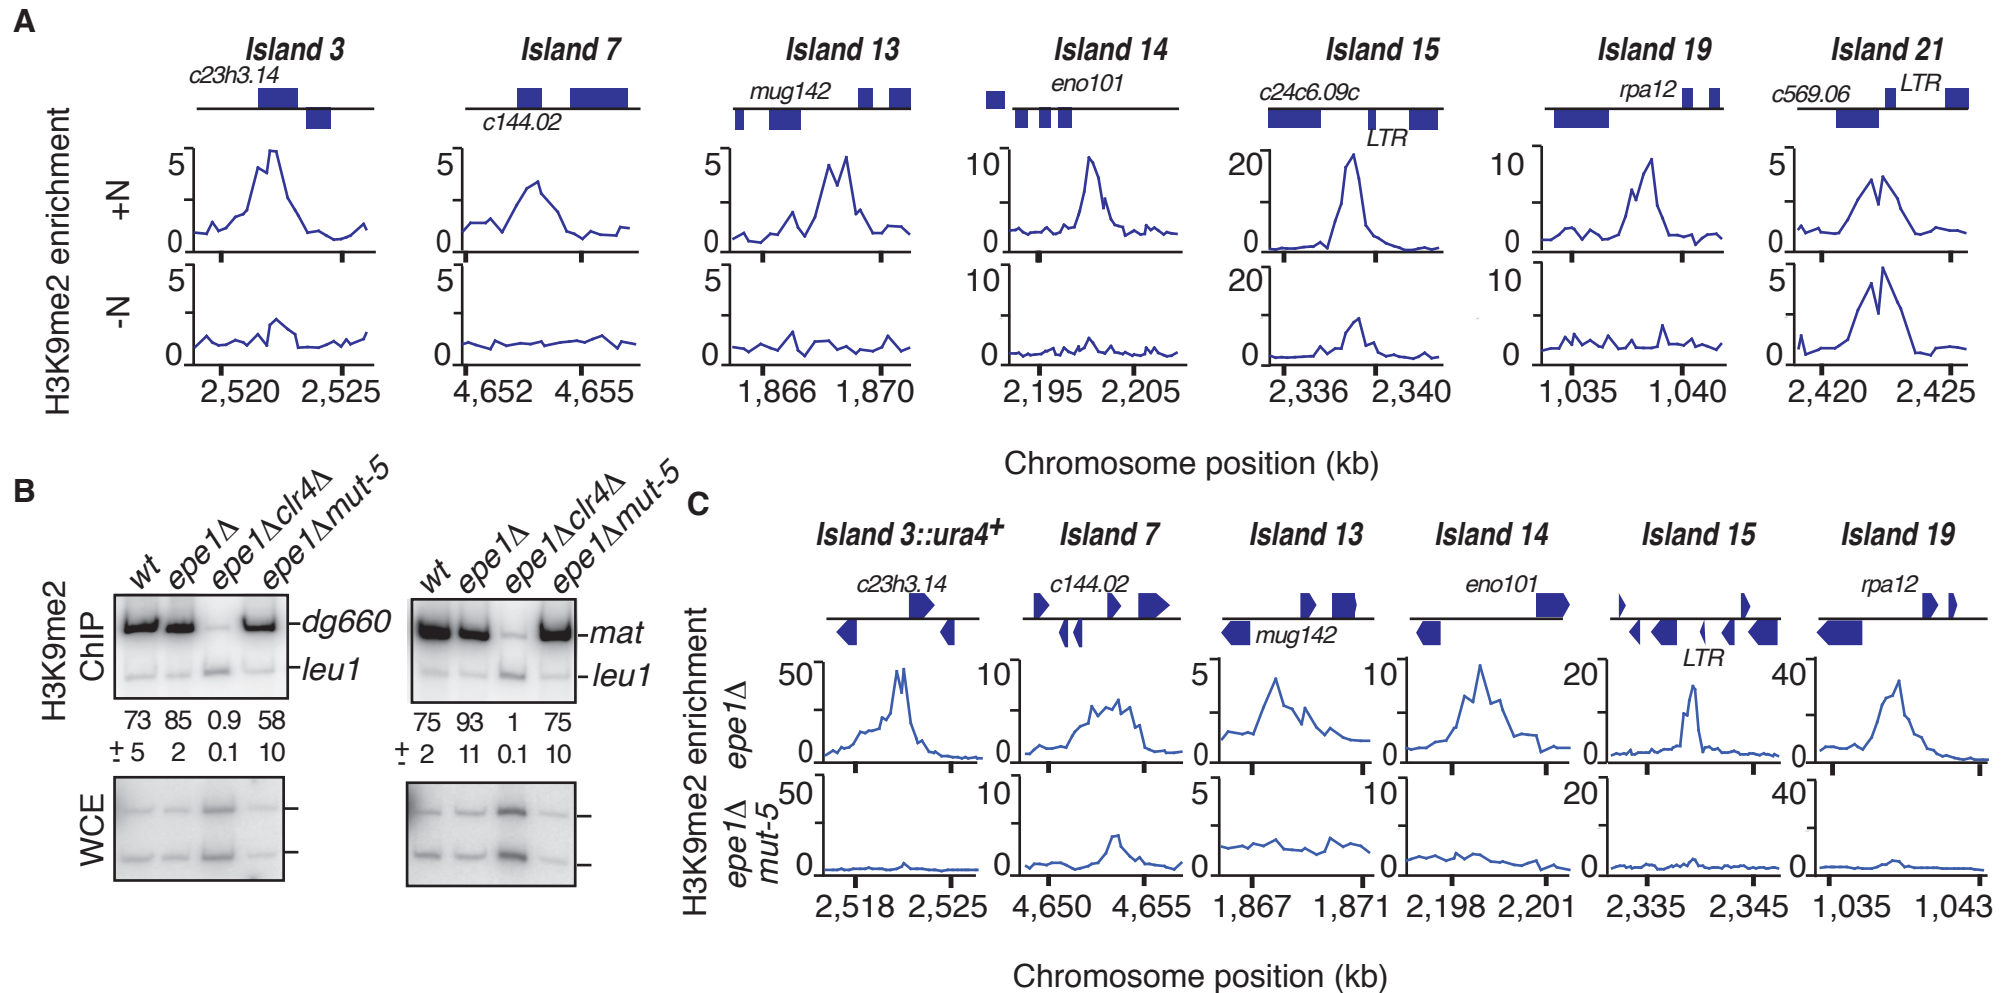 A
Island 3 Island 7 Island 13 Island 14 Island 15 Island 19 Island 21
c23h3.14 c144.02 mug142 eno101 c24c6.09c LTR rpa12 c569.06 LTR
H3K9me2 enrichment
+N
5 5 5 10 20 10 5
0 0 0 0 0 0 0
-N
5 5 5 10 20 10 5
0 0 0 0 0 0 0
2,520 2,525 4,652 4,655 1,866 1,870 2,195 2,205 2,336 2,340 1,035 1,040 2,420 2,425
Chromosome position (kb)
B
wt epe1Δ epe1Δclr4Δ epe1Δmut-5 wt epe1Δ epe1Δclr4Δ epe1Δmut-5
H3K9me2
ChIP
dg660 mat
leu1 leu1
73 85 0.9 58 75 93 1 75
± 5 2 0.1 10 ± 2 11 0.1 10
WCE
C
Island 3::ura4+ Island 7 Island 13 Island 14 Island 15 Island 19
c23h3.14 c144.02 mug142 eno101 LTR rpa12
H3K9me2 enrichment
epe1Δ
50 10 5 10 20 40
0 0 0 0 0 0
epe1Δ
mut-5
50 10 5 10 20 40
0 0 0 0 0 0
2,518 2,525 4,650 4,655 1,867 1,871 2,198 2,201 2,335 2,345 1,035 1,043
Chromosome position (kb)